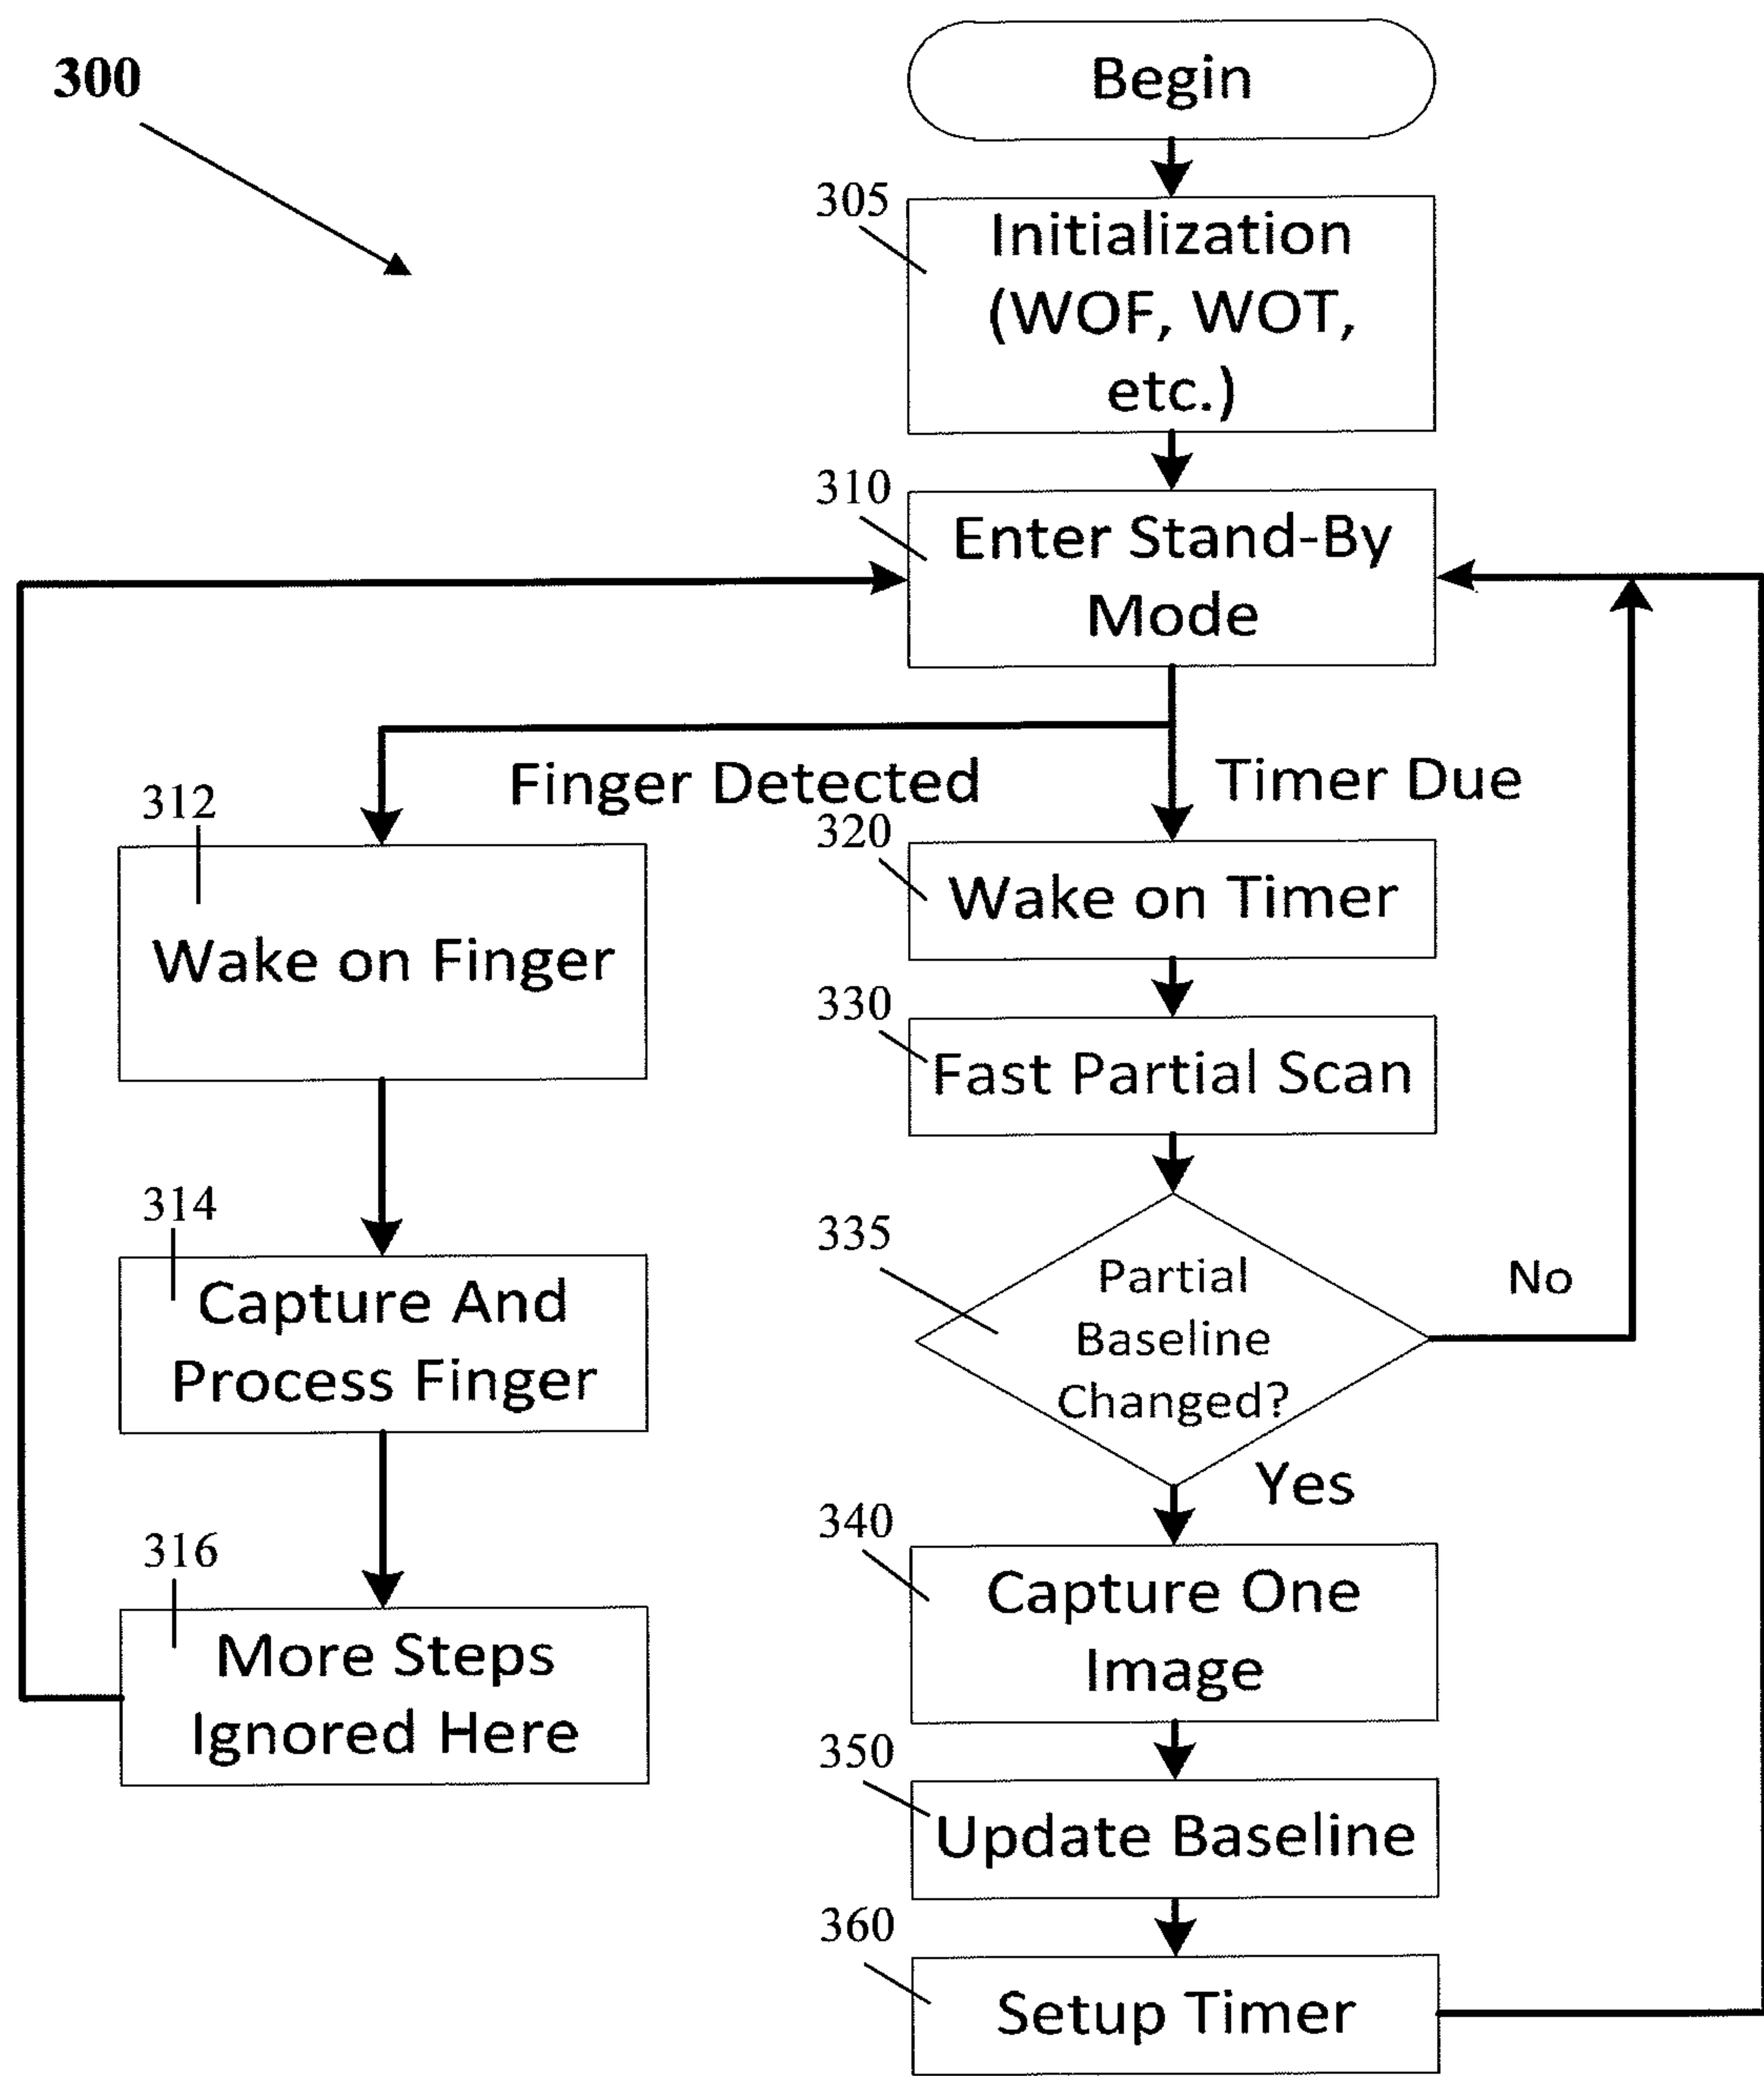 300
Begin
305
Initialization
(WOF, WOT,
etc.)
310
Enter Stand-By
Mode
Finger Detected
Timer Due
312
Wake on Finger
320
Wake on Timer
330
Fast Partial Scan
314
Capture And
Process Finger
335
Partial
Baseline
Changed?
No
Yes
316
More Steps
Ignored Here
340
Capture One
Image
350
Update Baseline
360
Setup Timer